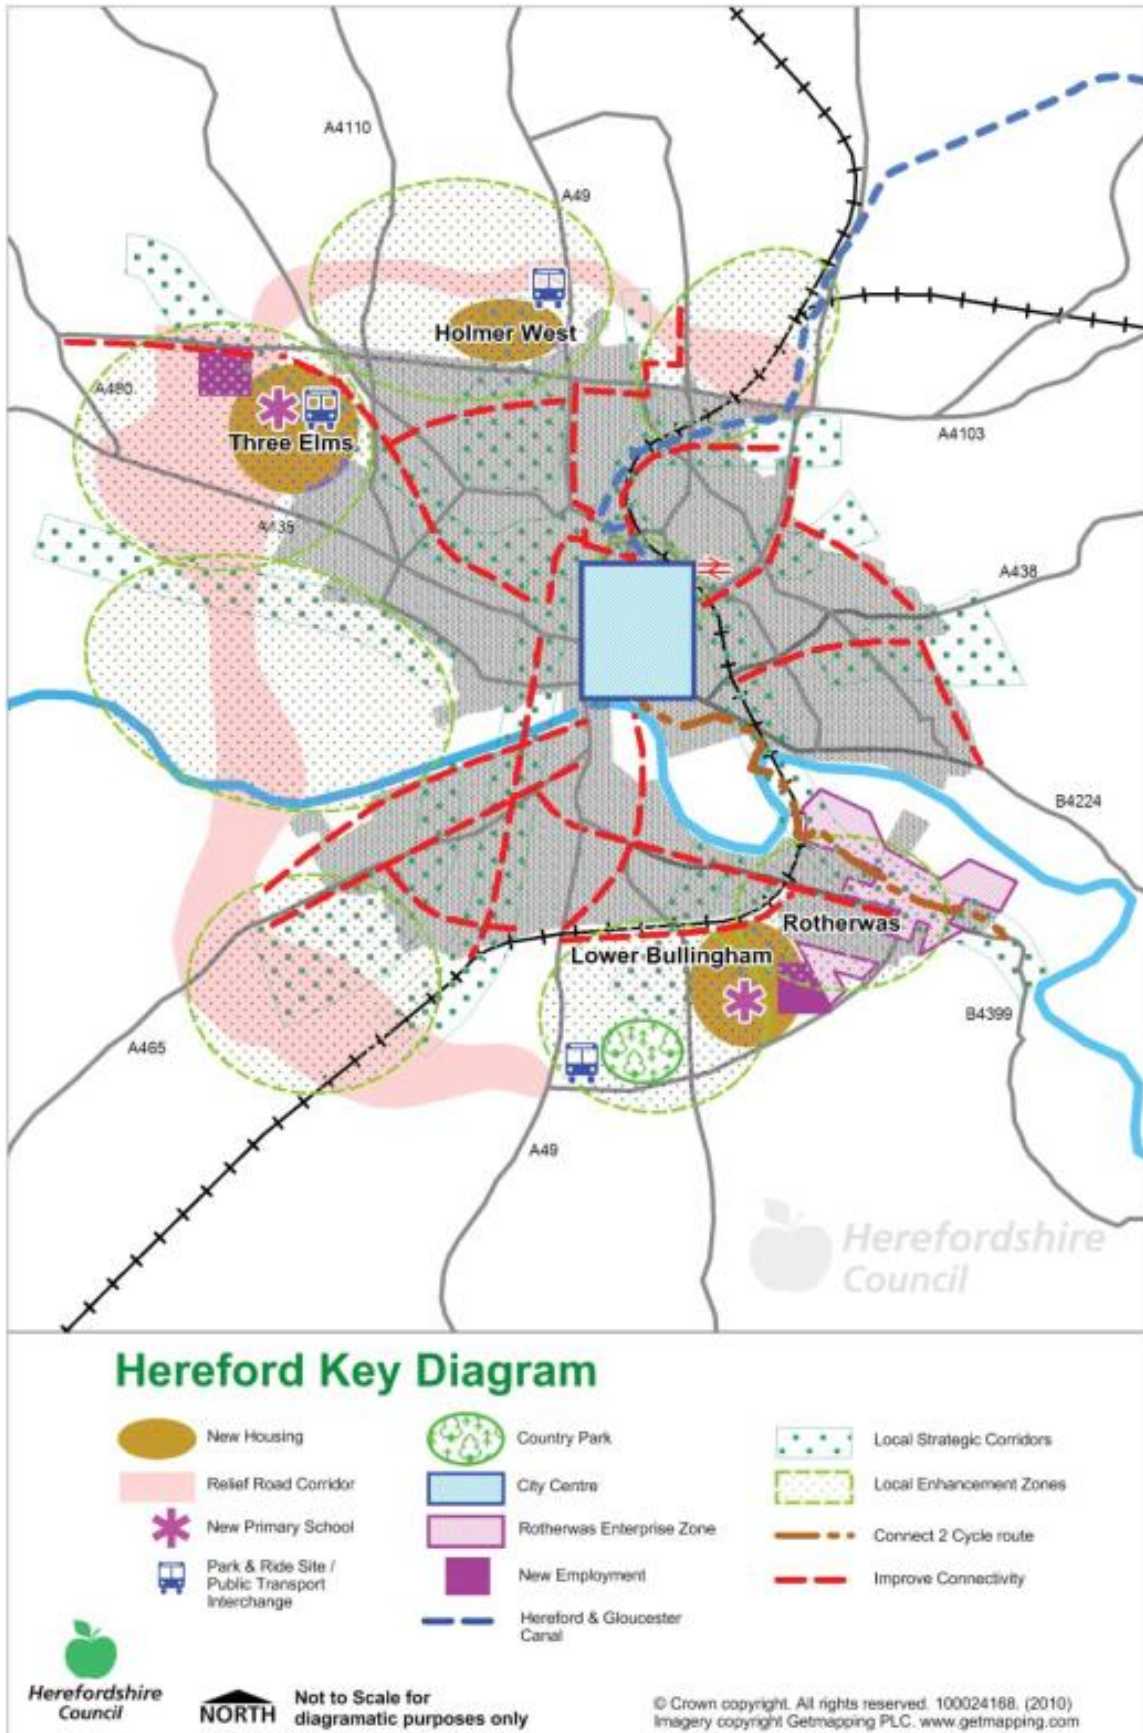 A4110
A49
Holmer West
A480
Three Elms
A4103
A435
A438
B4224
Rotherwas
Lower Bullingham
B4399
A465
A49
Herefordshire
Council
Hereford Key Diagram
New Housing
Country Park
Local Strategic Corridors
Relief Road Corridor
City Centre
Local Enhancement Zones
New Primary School
Rotherwas Enterprise Zone
Connect 2 Cycle route
Park & Ride Site /
Public Transport
Interchange
New Employment
Improve Connectivity
Hereford & Gloucester
Canal
Herefordshire
Council
NORTH
Not to Scale for
diagramatic purposes only
© Crown copyright. All rights reserved. 100024168. (2010)
Imagery copyright Getmapping PLC. www.getmapping.com